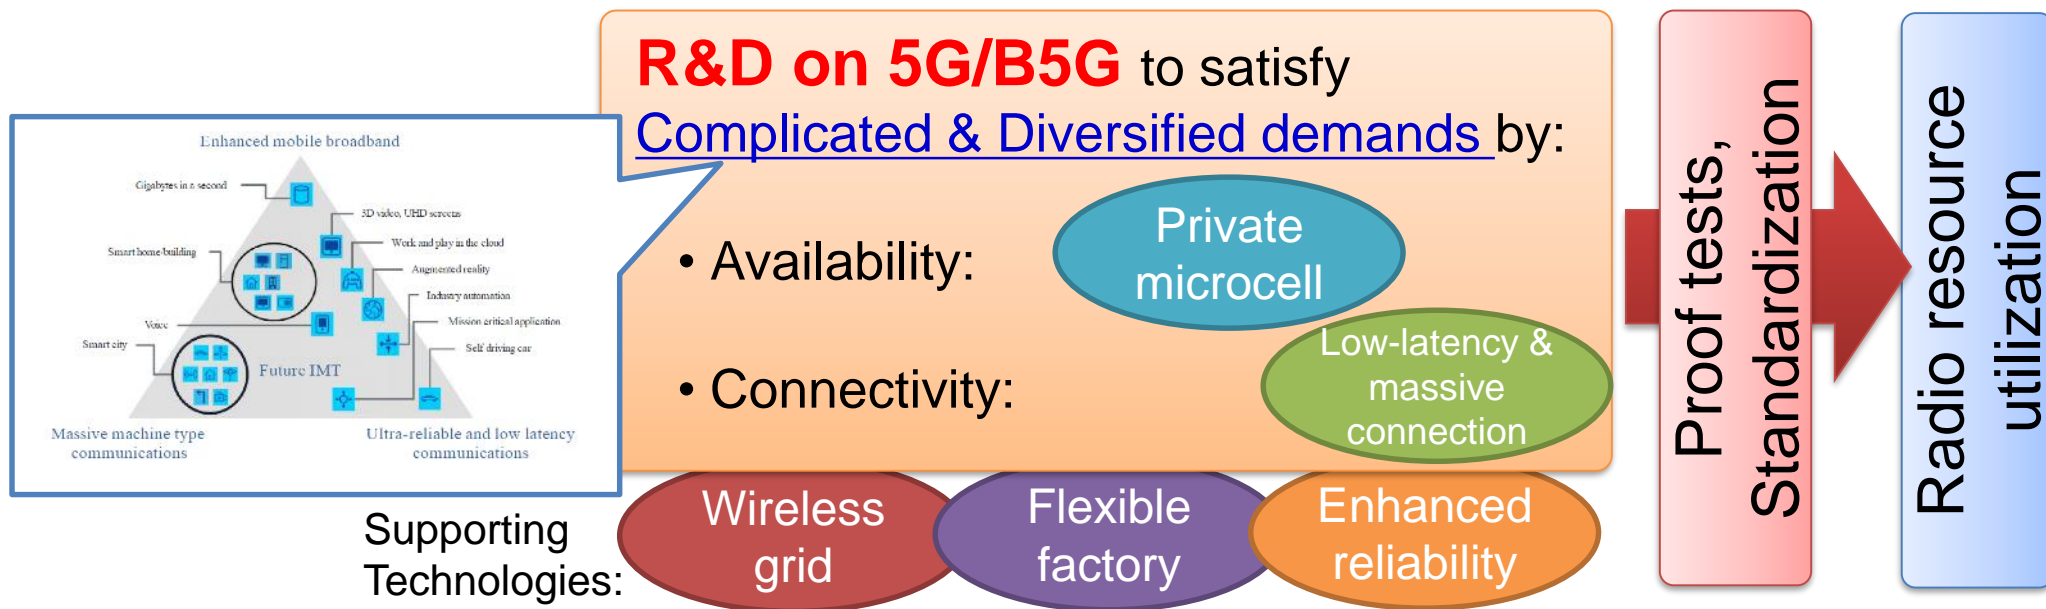 R&D on 5G/B5G to satisfy
Complicated & Diversified demands by:
• Availability:
Private
microcell
• Connectivity:
Low-latency &
massive
connection
Enhanced mobile broadband
Gigabytes in a second
3D video, UHD screens
Smart home-building
Work and play in the cloud
Augmented reality
Industry automation
Voice
Mission critical application
Smart city
Self driving car
Future IMT
Massive machine type
communications
Ultra-reliable and low latency
communications
Supporting
Technologies:
Wireless
grid
Flexible
factory
Enhanced
reliability
Proof tests,
Standardization
Radio resource
utilization